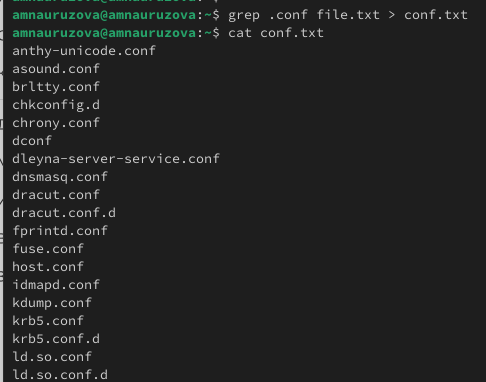 amnauruzova@amnauruzova:~$ grep .conf file.txt > conf.txt
amnauruzova@amnauruzova:~$ cat conf.txt
anthy-unicode.conf
asound.conf
brltty.conf
chkconfig.d
chrony.conf
dconf
dleyna-server-service.conf
dnsmasq.conf
dracut.conf
dracut.conf.d
fprintd.conf
fuse.conf
host.conf
idmapd.conf
kdump.conf
krb5.conf
krb5.conf.d
ld.so.conf
ld.so.conf.d